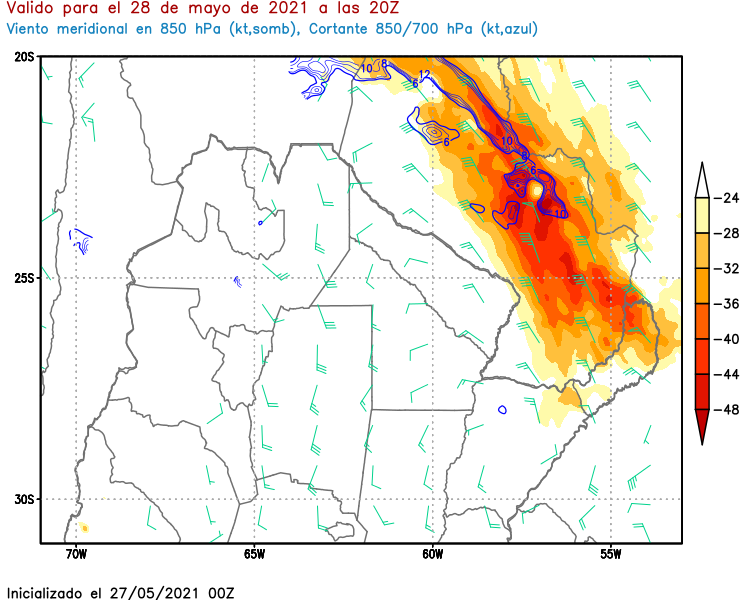 Valido para el 28 de mayo de 2021 a las 20Z
Viento meridional en 850 hPa (kt,somb), Cortante 850/700 hPa (kt,azul)
20S
25S
30S
70W
65W
60W
55W
10
8
12
6
6
10
8
6
10
-24
-28
-32
-36
-40
-44
-48
Inicializado el 27/05/2021 00Z